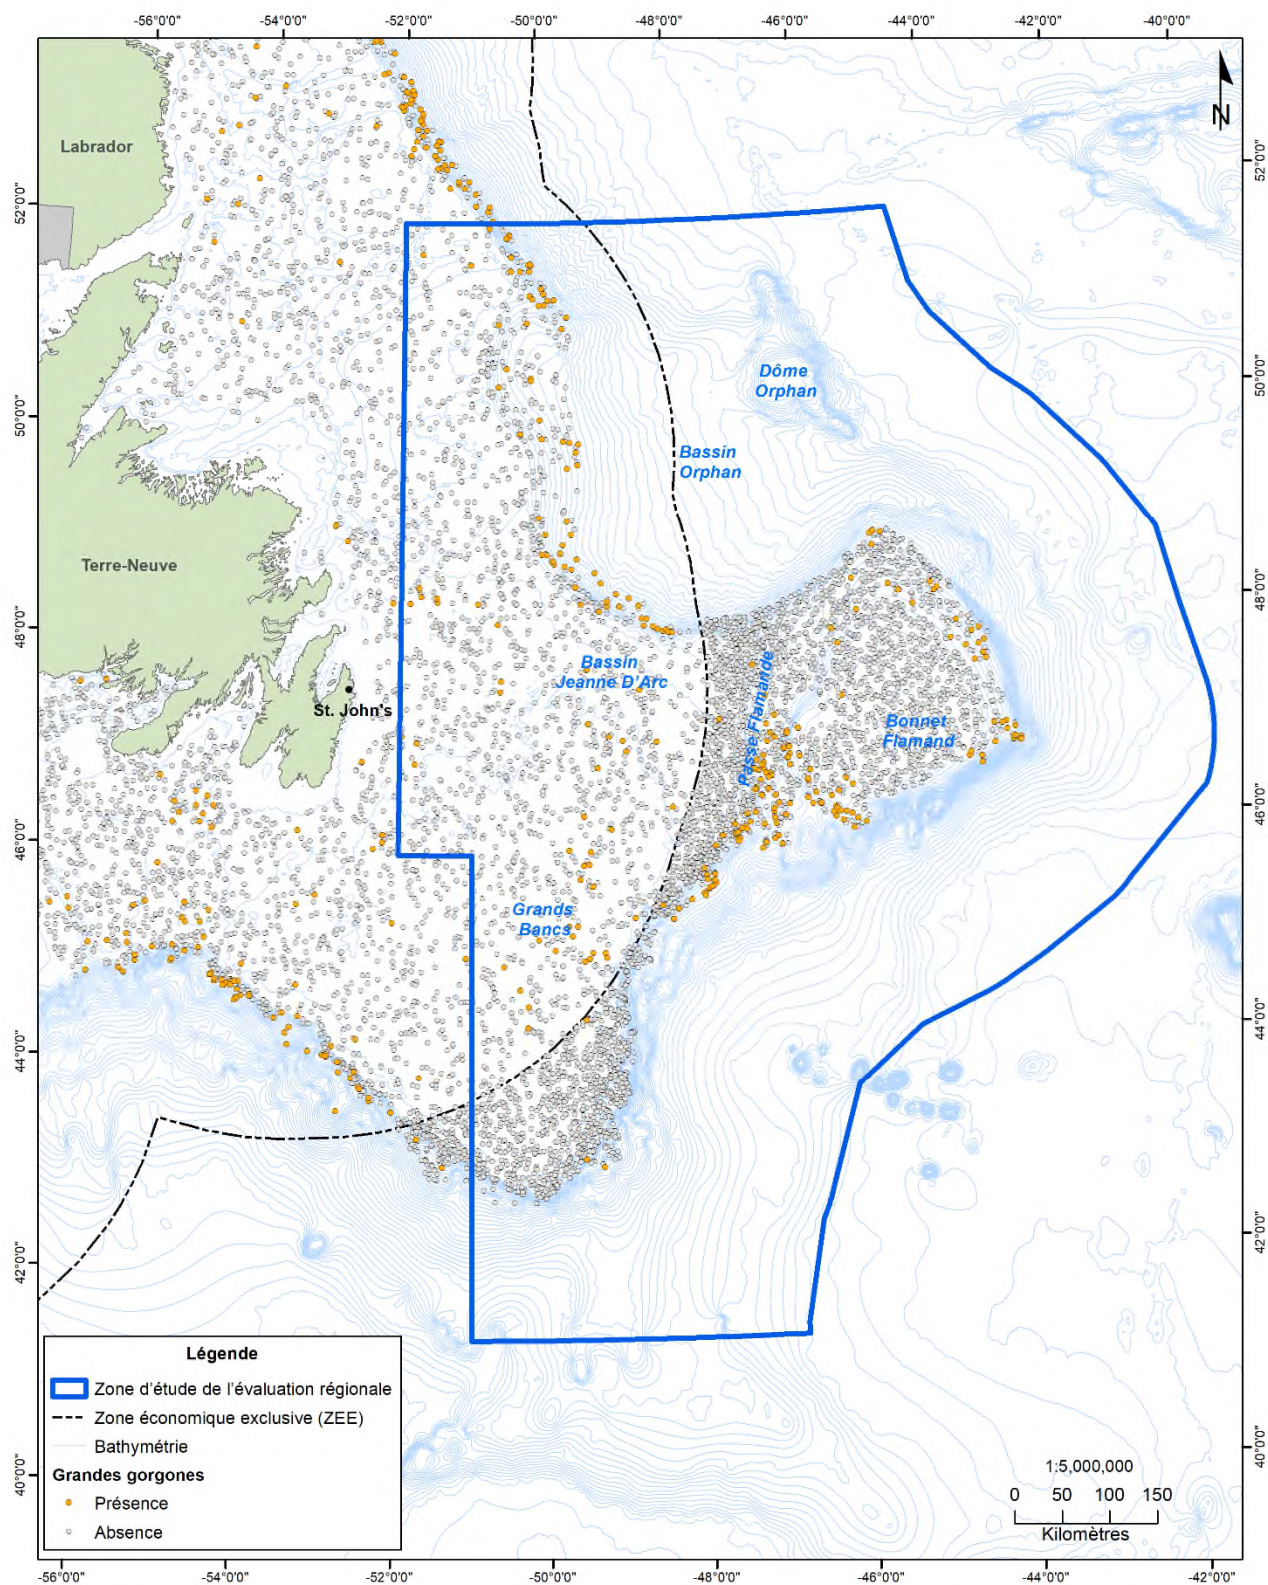 -56°0'0" -54°0'0" -52°0'0" -50°0'0" -48°0'0" -46°0'0" -44°0'0" -42°0'0" -40°0'0"
N
Labrador
52°0'0" 52°0'0"
Dôme
Orphan
50°0'0" 50°0'0"
Bassin
Orphan
Terre-Neuve
48°0'0" 48°0'0"
Bassin
Jeanne D'Arc
Passe Flamande
St. John's
Bonnet
Flamand
46°0'0" 46°0'0"
Grands
Bancs
44°0'0" 44°0'0"
42°0'0" 42°0'0"
Légende
Zone d'étude de l'évaluation régionale
Zone économique exclusive (ZEE)
Bathymétrie
Grandes gorgones
Présence
Absence
40°0'0" 40°0'0"
1:5,000,000
0 50 100 150
Kilomètres
-56°0'0" -54°0'0" -52°0'0" -50°0'0" -48°0'0" -46°0'0" -44°0'0" -42°0'0"